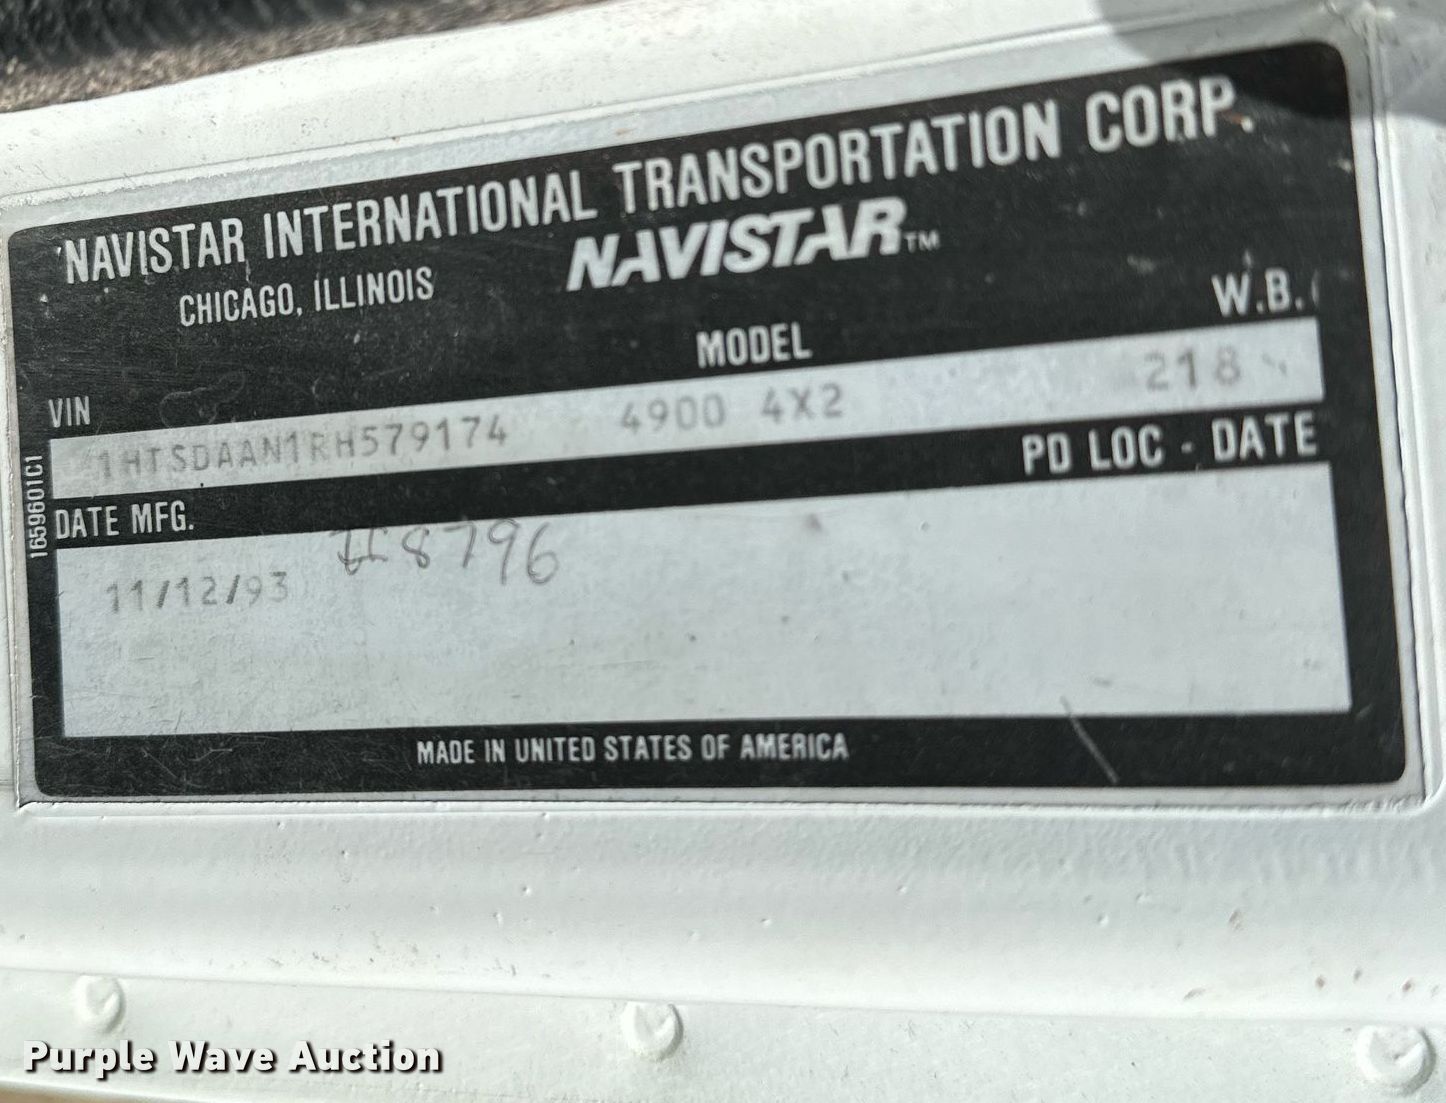 NAVISTAR INTERNATIONAL TRANSPORTATION CORP.
CHICAGO, ILLINOIS
NAVISTAR™
VIN
MODEL
W.B.
1HTSDAAN1RH579174 4900 4X2 218
1659601C1
DATE MFG.
PD LOC - DATE
11/12/93
#8796
MADE IN UNITED STATES OF AMERICA
Purple Wave Auction